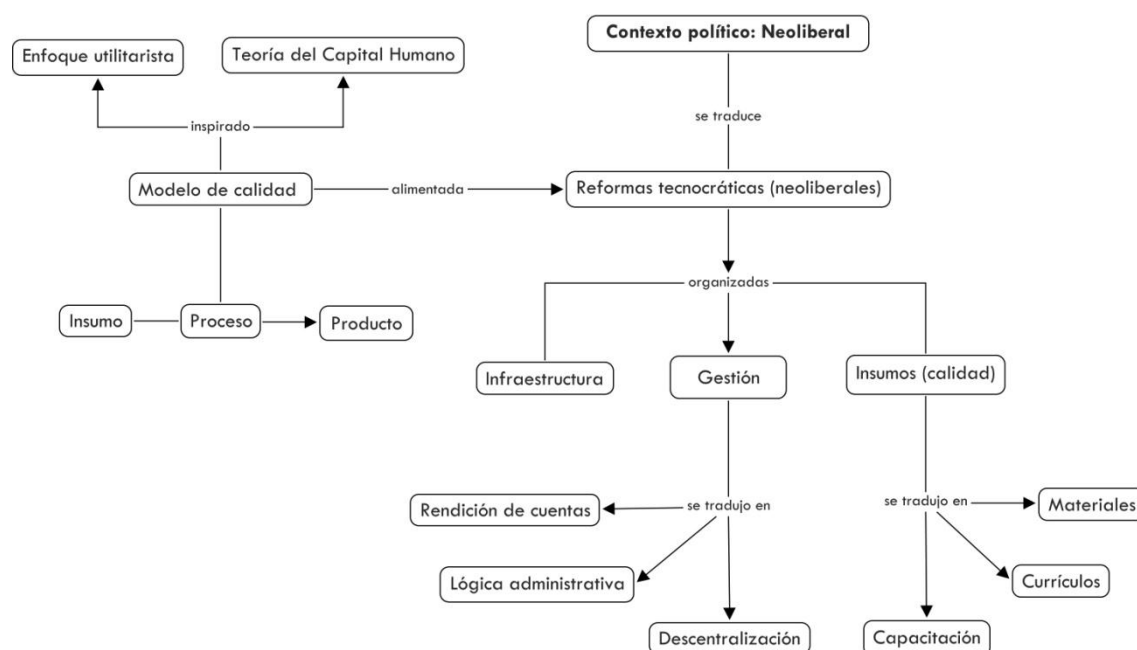 Contexto político: Neoliberal
Enfoque utilitarista
Teoría del Capital Humano
inspirado
se traduce
Modelo de calidad
alimentada
Reformas tecnocráticas (neoliberales)
organizadas
Insumo
Proceso
Producto
Infraestructura
Gestión
Insumos (calidad)
Rendición de cuentas
se tradujo en
se tradujo en
Materiales
Lógica administrativa
Currículos
Descentralización
Capacitación